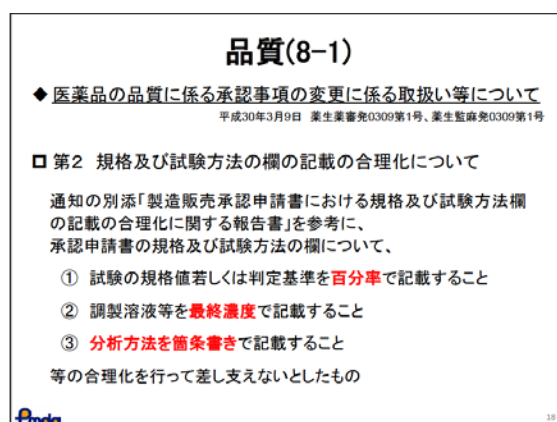 品質(8-1)
◆ 医薬品の品質に係る承認事項の変更に係る取扱い等について
平成30年3月9日 薬生薬審発0309第1号、薬生監麻発0309第1号
第2 規格及び試験方法の欄の記載の合理化について
通知の別添「製造販売承認申請書における規格及び試験方法欄
の記載の合理化に関する報告書」を参考に、
承認申請書の規格及び試験方法の欄について、
① 試験の規格値若しくは判定基準を百分率で記載すること
② 調製溶液等を最終濃度で記載すること
③ 分析方法を箇条書きで記載すること
等の合理化を行って差し支えないとしたもの
Pmda
18